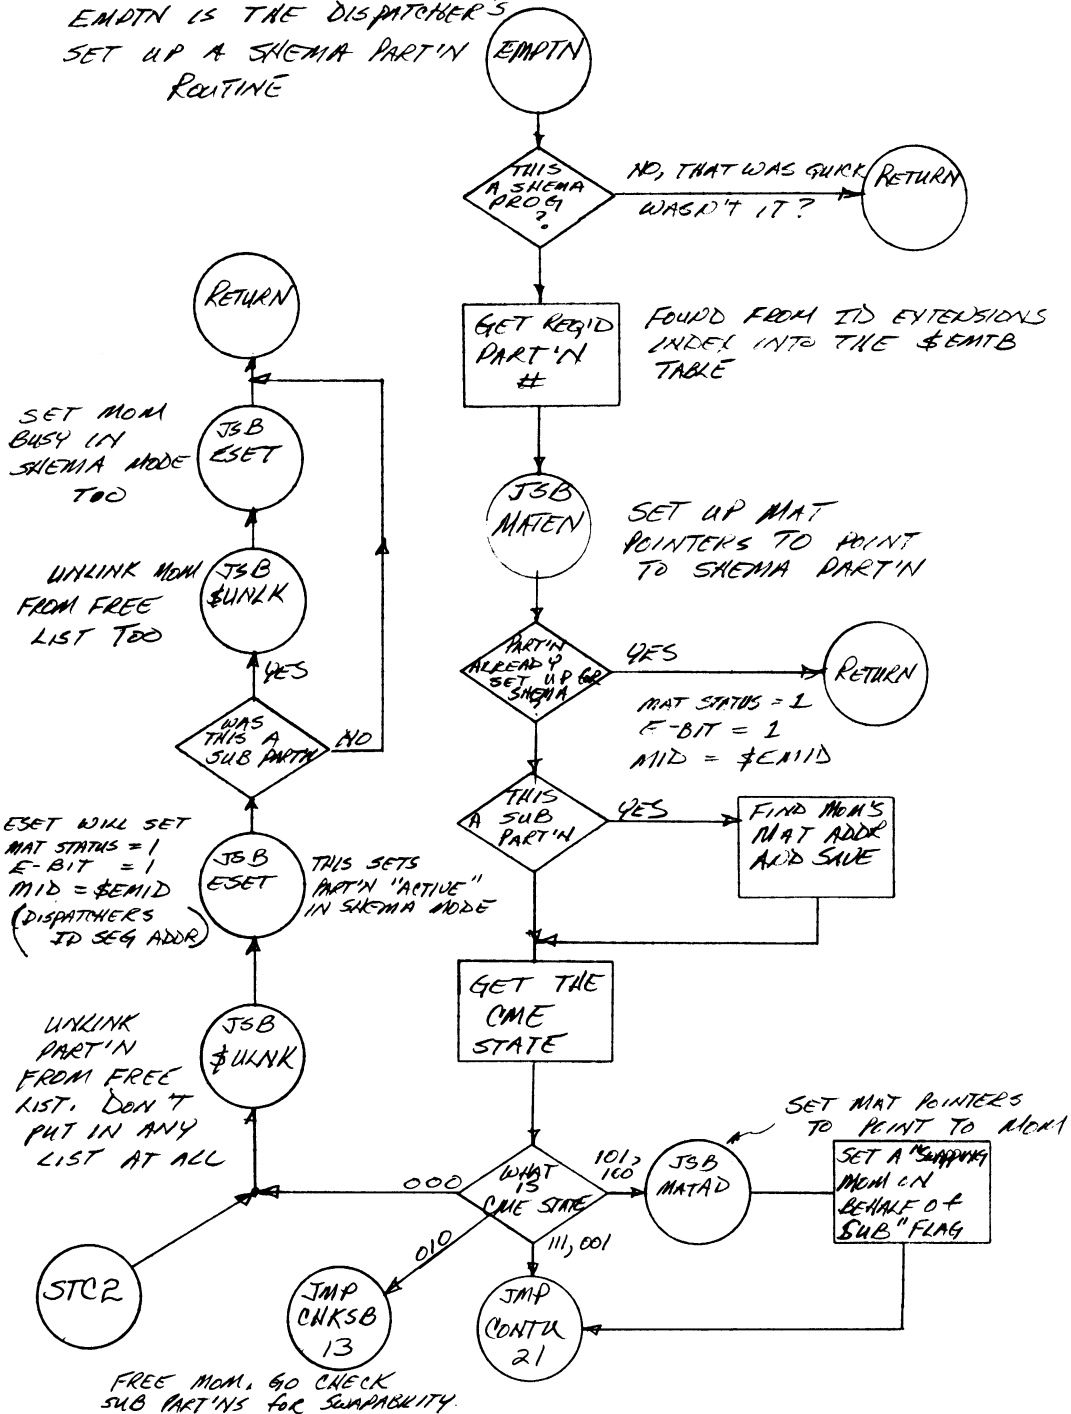 EMPTN IS THE DISPATCHER'S
SET UP A SHEMA PART'N
ROUTINE
EMPTN
THIS
A SHEMA
PROG
?
NO, THAT WAS QUICK
WASN'T IT?
RETURN
GET REQ'D
PART'N
#
FOUND FROM ID EXTENSIONS
INDEX INTO THE $EMTB
TABLE
JSB
MATEN
SET UP MAT
POINTERS TO POINT
TO SHEMA PART'N
PART'N
ALREADY
SET UP FOR
SHEMA
?
YES
RETURN
MAT STATUS = 1
E-BIT = 1
MID = $EMID
THIS
A SUB
PART'N
YES
FIND MOM'S
MAT ADDR
AND SAVE
GET THE
CME
STATE
WHAT
IS
CME STATE
101,
100
JSB
MATAD
SET MAT POINTERS
TO POINT TO MOM
SET A "SWAPPING
MOM IN
BEHALF OF
SUB" FLAG
111, 001
JMP
CONTU
21
010
JMP
CHKSB
13
FREE MOM. GO CHECK
SUB PART'NS FOR SWAPABILITY.
000
STC2
JSB
$ULNK
UNLINK
PART'N
FROM FREE
LIST. DON'T
PUT IN ANY
LIST AT ALL
JSB
ESET
THIS SETS
PART'N "ACTIVE"
IN SHEMA MODE
ESET WILL SET
MAT STATUS = 1
E-BIT = 1
MID = $EMID
(DISPATCHERS
ID SEG ADDR)
WAS
THIS A
SUB PART'N
NO
YES
JSB
$UNLK
UNLINK MOM
FROM FREE
LIST TOO
JSB
ESET
SET MOM
BUSY IN
SHEMA MODE
TOO
RETURN